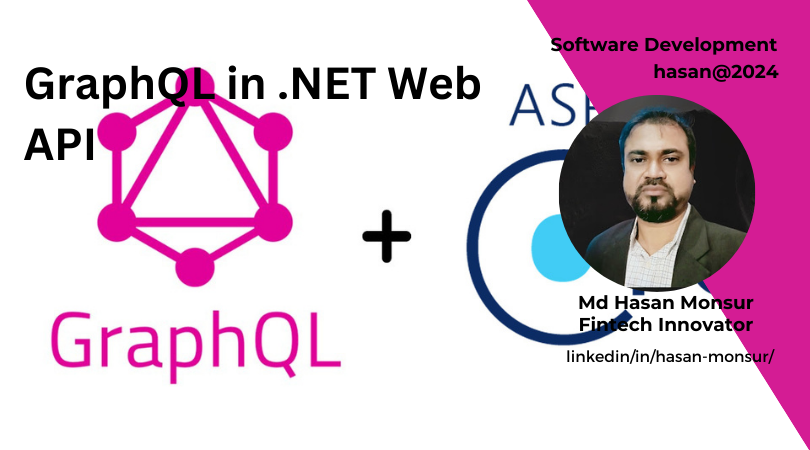 Software Development
hasan@2024
GraphQL in .NET Web
API
AS
GraphQL
+
Md Hasan Monsur
Fintech Innovator
linkedin/in/hasan-monsur/